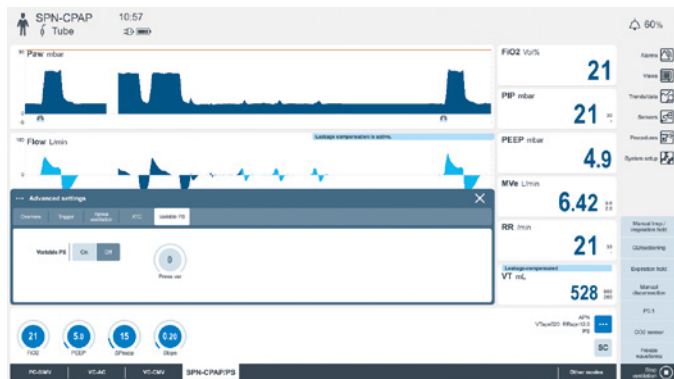 SPN-CPAP
Tube
10:57
60%
Paw mbar
Flow L/min
Leakage compensation is active.
FiO2 Vol%
21
PIP mbar
21
PEEP mbar
4.9
MVe L/min
6.42
RR /min
21
Leakage-compensated
VT mL
528
Alarms
Views
Trends/data
Sensors
Procedures
System setup
Advanced settings
Overview
Trigger
Apnea ventilation
ATC
Variable PS
Variable PS
On
Off
0
Press var
21
5.0
15
0.20
FiO2
PEEP
ΔPsupp
Slope
APN
PS
SC
Manual insp./
inspiration hold
Expiration hold
Manual
disconnection
P0.1
CO2 sensor
Freeze
waveforms
PC-SIMV
VC-AC
VC-CMV
SPN-CPAP/PS
Other modes
Stop
ventilation